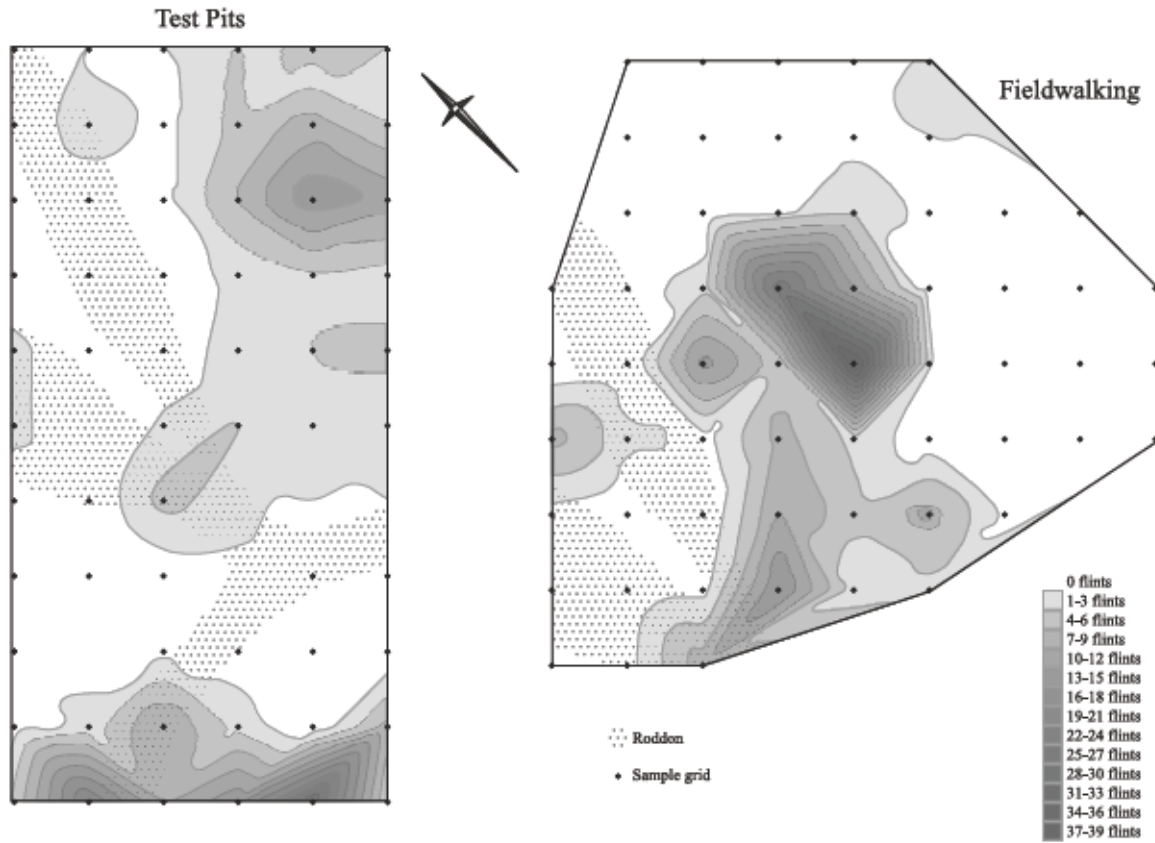 Test Pits
Fieldwalking
0 flints
1-3 flints
4-6 flints
7-9 flints
10-12 flints
13-15 flints
16-18 flints
19-21 flints
22-24 flints
25-27 flints
28-30 flints
31-33 flints
34-36 flints
37-39 flints
Roddon
Sample grid